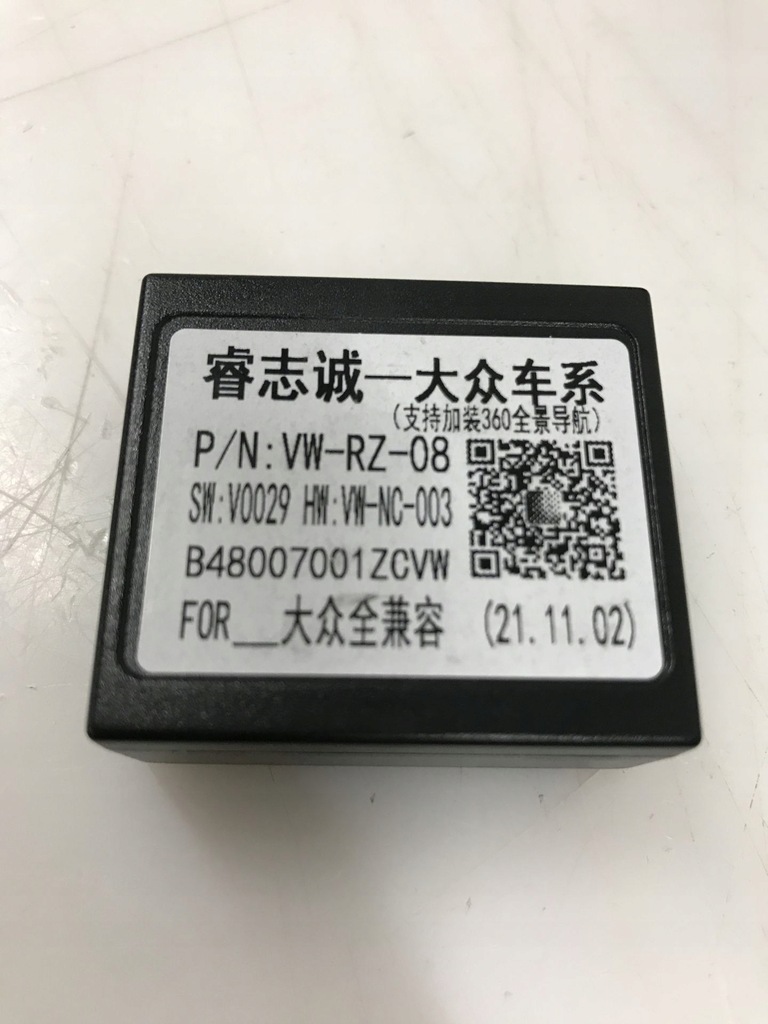 睿志诚—大众车系
(支持加装360全景导航)
P/N:VW-RZ-08
SW:V0029 HW:VW-NC-003
B48007001ZCVW
FOR__大众全兼容 (21.11.02)